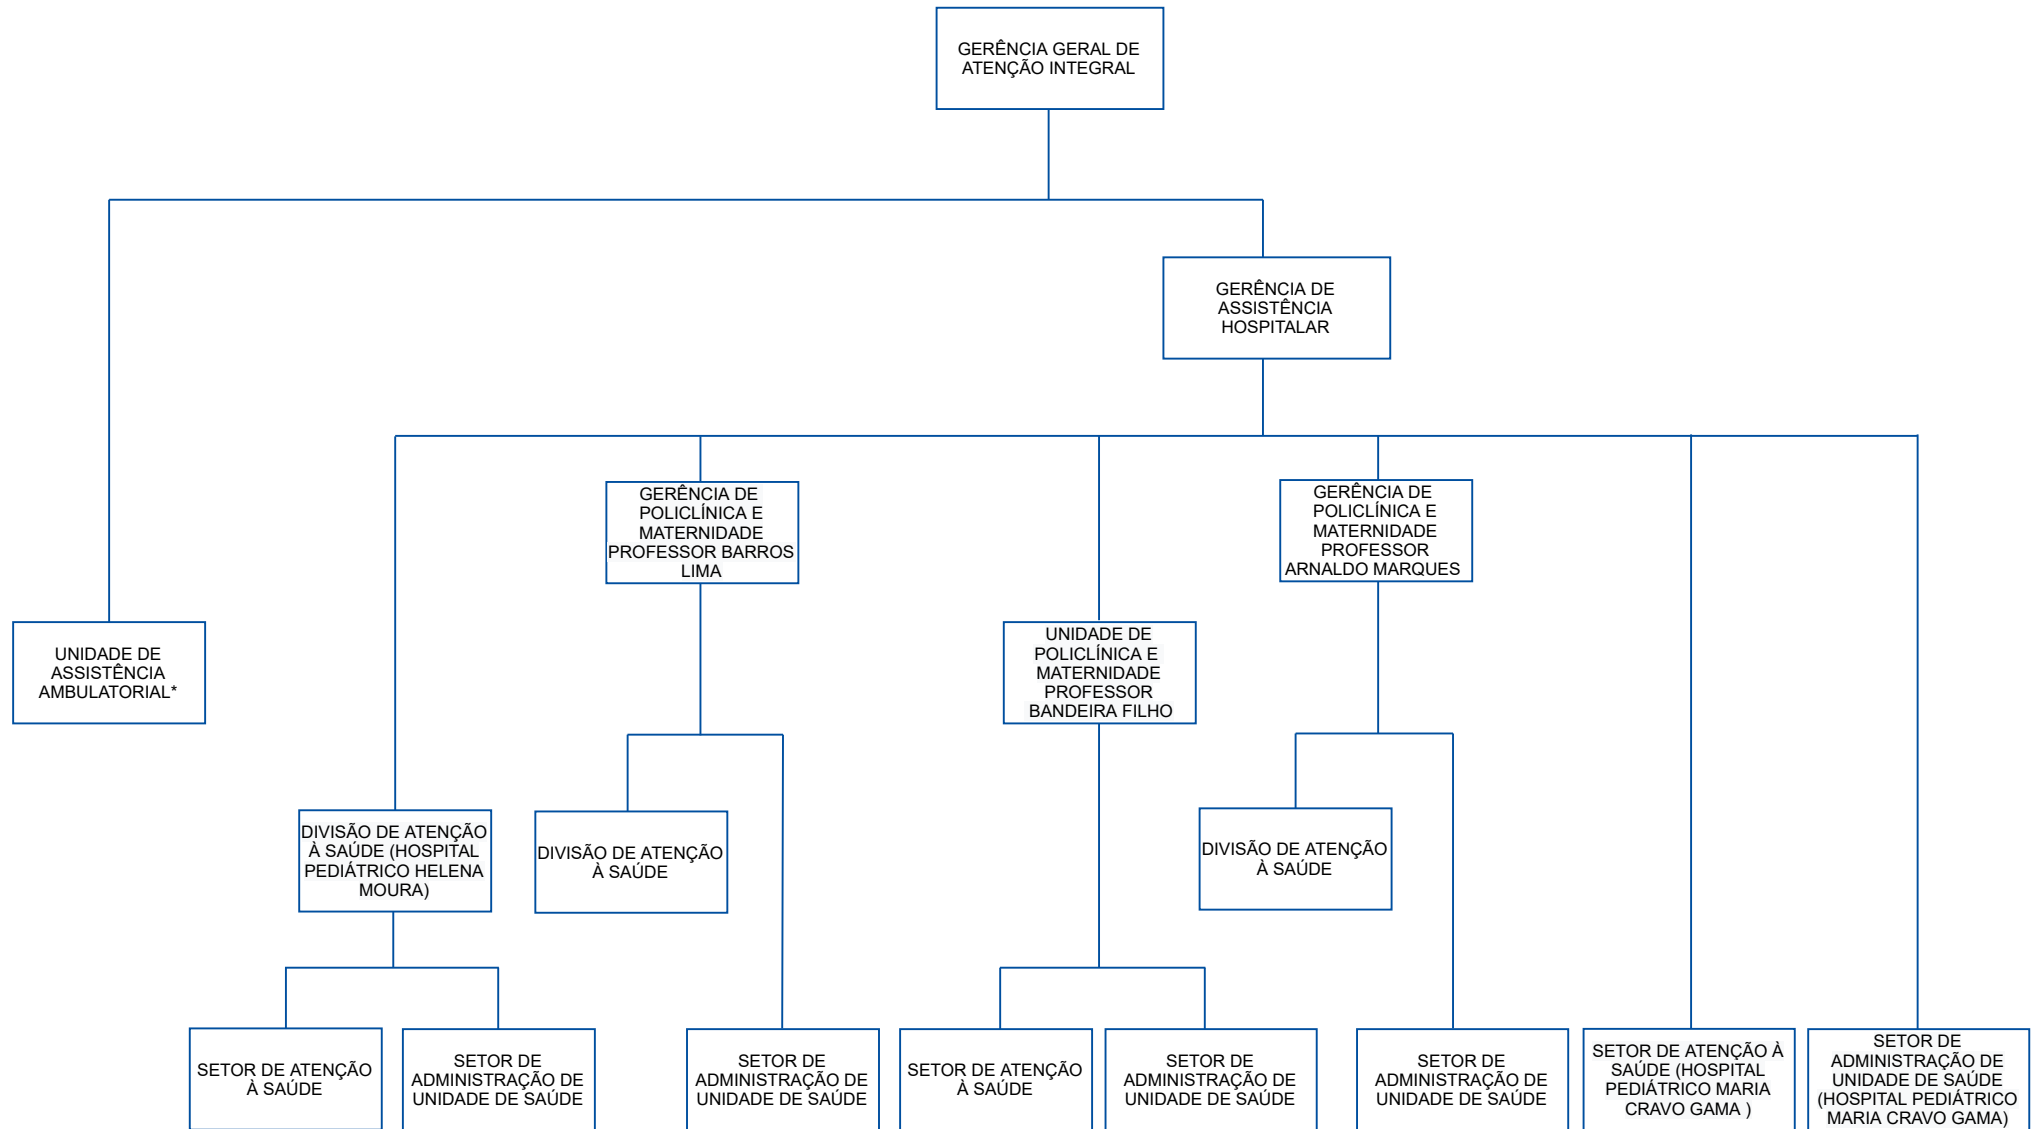 GERÊNCIA GERAL DE
ATENÇÃO INTEGRAL
GERÊNCIA DE
ASSISTÊNCIA
HOSPITALAR
GERÊNCIA DE
POLICLÍNICA E
MATERNIDADE
PROFESSOR BARROS
LIMA
GERÊNCIA DE
POLICLÍNICA E
MATERNIDADE
PROFESSOR
ARNALDO MARQUES
UNIDADE DE
ASSISTÊNCIA
AMBULATORIAL*
UNIDADE DE
POLICLÍNICA E
MATERNIDADE
PROFESSOR
BANDEIRA FILHO
DIVISÃO DE ATENÇÃO
À SAÚDE (HOSPITAL
PEDIÁTRICO HELENA
MOURA)
DIVISÃO DE ATENÇÃO
À SAÚDE
DIVISÃO DE ATENÇÃO
À SAÚDE
SETOR DE ATENÇÃO
À SAÚDE
SETOR DE
ADMINISTRAÇÃO DE
UNIDADE DE SAÚDE
SETOR DE
ADMINISTRAÇÃO DE
UNIDADE DE SAÚDE
SETOR DE ATENÇÃO
À SAÚDE
SETOR DE
ADMINISTRAÇÃO DE
UNIDADE DE SAÚDE
SETOR DE
ADMINISTRAÇÃO DE
UNIDADE DE SAÚDE
SETOR DE ATENÇÃO À
SAÚDE (HOSPITAL
PEDIÁTRICO MARIA
CRAVO GAMA )
SETOR DE
ADMINISTRAÇÃO DE
UNIDADE DE SAÚDE
(HOSPITAL PEDIÁTRICO
MARIA CRAVO GAMA)